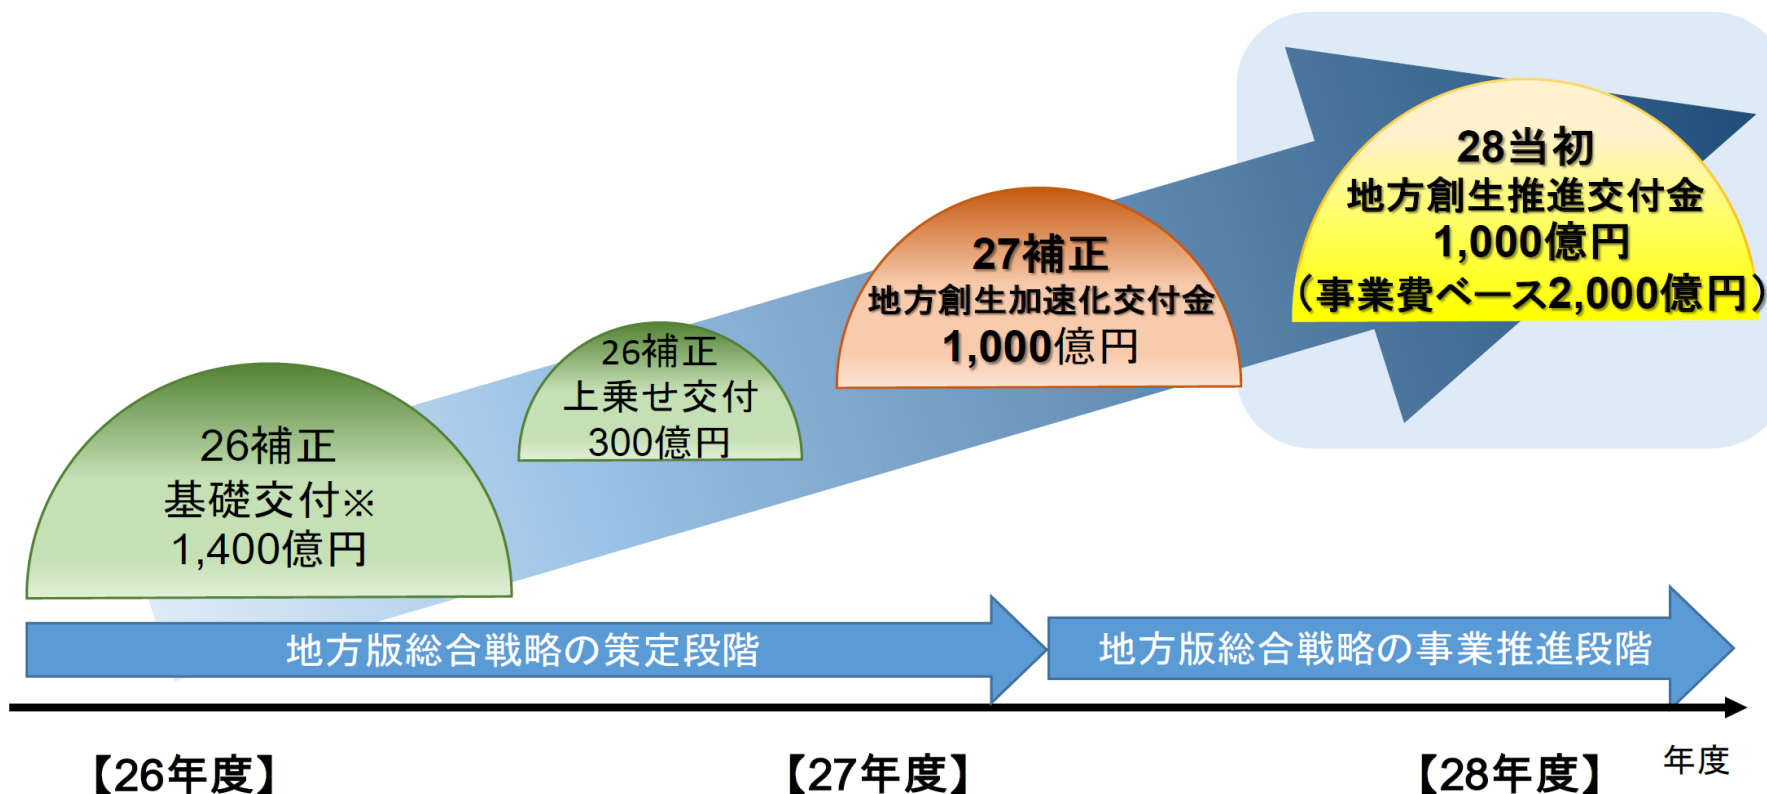 28当初
地方創生推進交付金
1,000億円
（事業費ベース2,000億円）
27補正
地方創生加速化交付金
1,000億円
26補正
上乗せ交付
300億円
26補正
基礎交付※
1,400億円
地方版総合戦略の策定段階
地方版総合戦略の事業推進段階
【26年度】
【27年度】
【28年度】
年度